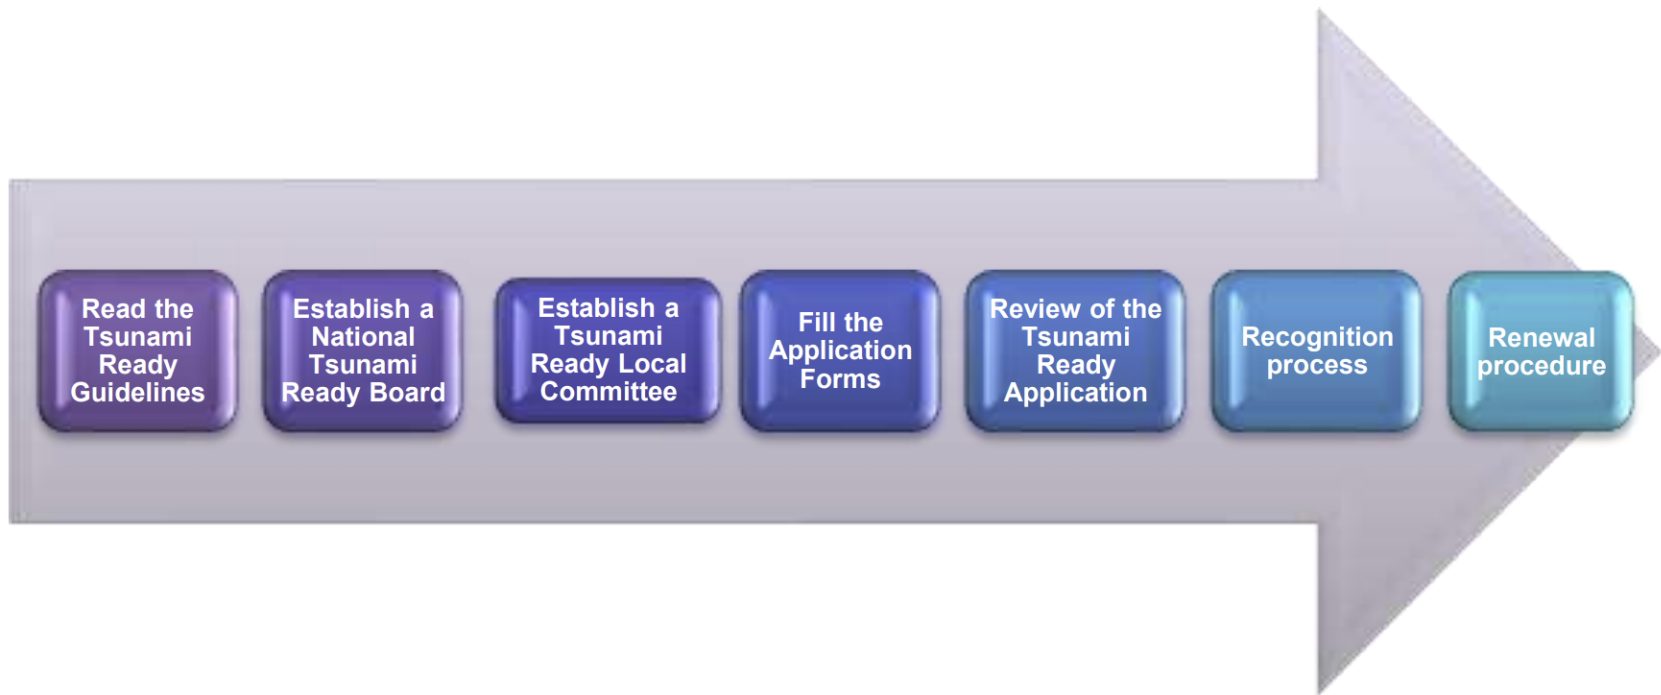 Read the
Tsunami
Ready
Guidelines
Establish a
National
Tsunami
Ready Board
Establish a
Tsunami
Ready Local
Committee
Fill the
Application
Forms
Review of the
Tsunami
Ready
Application
Recognition
process
Renewal
procedure